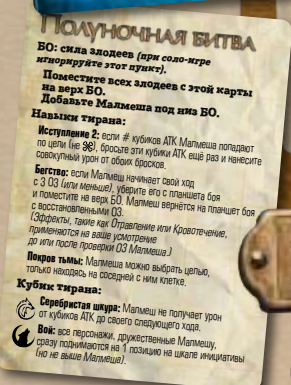 Полуночная битва
БО: сила злодеев (при соло-игре
игнорируйте этот пункт).
Поместите всех злодеев с этой карты
на верх БО.
Добавьте Малмеша под низ БО.
Навыки тирана:
Исступление 2: если # кубиков АТК Малмеша попадают
по цели (не ), бросьте эти кубики АТК ещё раз и нанесите
совокупный урон от обоих бросков.
Бегство: если Малмеш начинает свой ход
с 3 ОЗ (или меньше), уберите его с планшета боя
и поместите на верх БО. Малмеш вернётся на планшет боя
с восстановленными ОЗ.
(Эффекты, такие как Отравление или Кровотечение,
применяются на ваше усмотрение
до или после проверки ОЗ Малмеша.)
Покров тьмы: Малмеша можно выбрать целью,
только находясь на соседней с ним клетке.
Кубик тирана:
Серебристая шкура: Малмеш не получает урон
от кубиков АТК до своего следующего хода.
Вой: все персонажи, дружественные Малмешу,
сразу поднимаются на 1 позицию на шкале инициативы
(но не выше Малмеша).